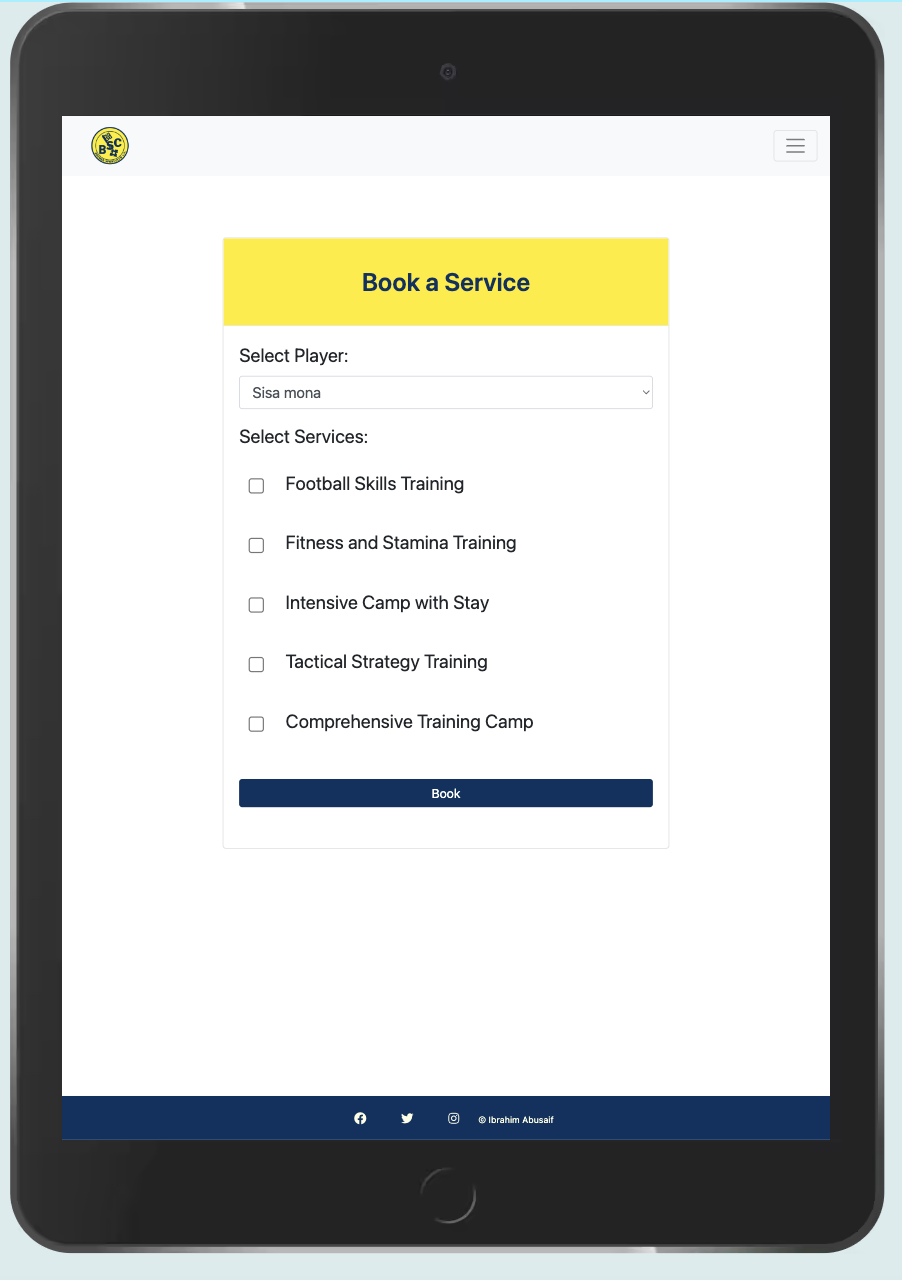 BSC
Book a Service
Select Player:
Sisa mona
Select Services:
Football Skills Training
Fitness and Stamina Training
Intensive Camp with Stay
Tactical Strategy Training
Comprehensive Training Camp
Book
© Ibrahim Abusaif